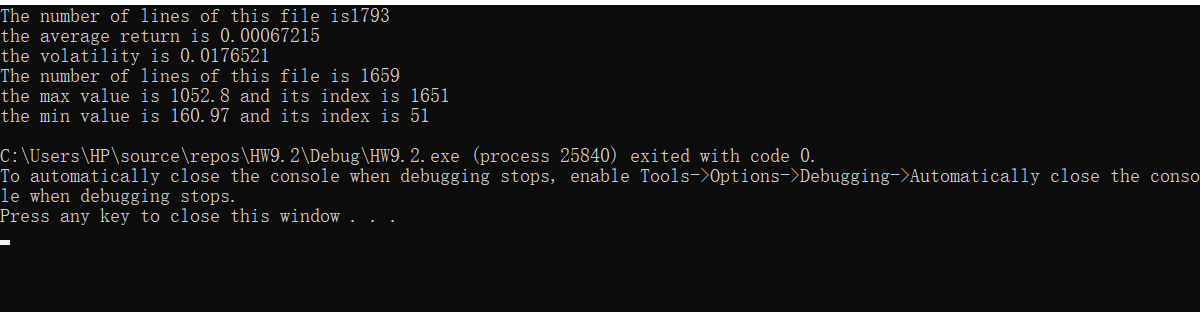 The number of lines of this file is1793
the average return is 0.00067215
the volatility is 0.0176521
The number of lines of this file is 1659
the max value is 1052.8 and its index is 1651
the min value is 160.97 and its index is 51
C:\Users\HP\source\repos\HW9.2\Debug\HW9.2.exe (process 25840) exited with code 0.
To automatically close the console when debugging stops, enable Tools->Options->Debugging->Automatically close the conso
le when debugging stops.
Press any key to close this window . . .